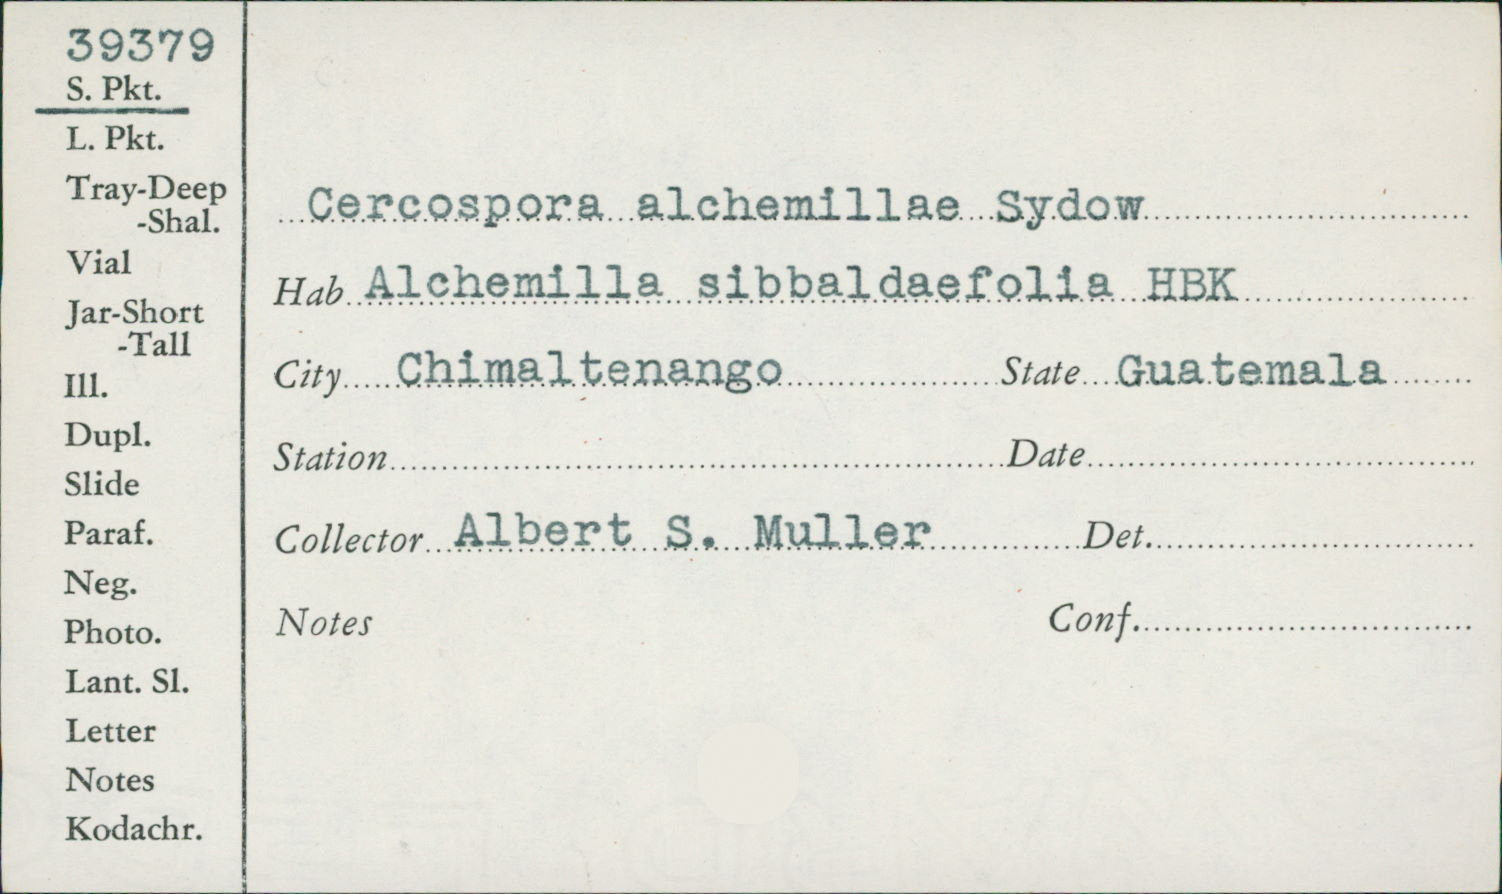 39379
S. Pkt.
L. Pkt.
Tray-Deep
-Shal.
Vial
Jar-Short
-Tall
Ill.
Dupl.
Slide
Paraf.
Neg.
Photo.
Lant. Sl.
Letter
Notes
Kodachr.
Cercospora alchemillae Sydow
Hab Alchemilla sibbaldaefolia HBK
City Chimaltenango State Guatemala
Station Date
Collector Albert S. Muller Det.
Notes Conf.